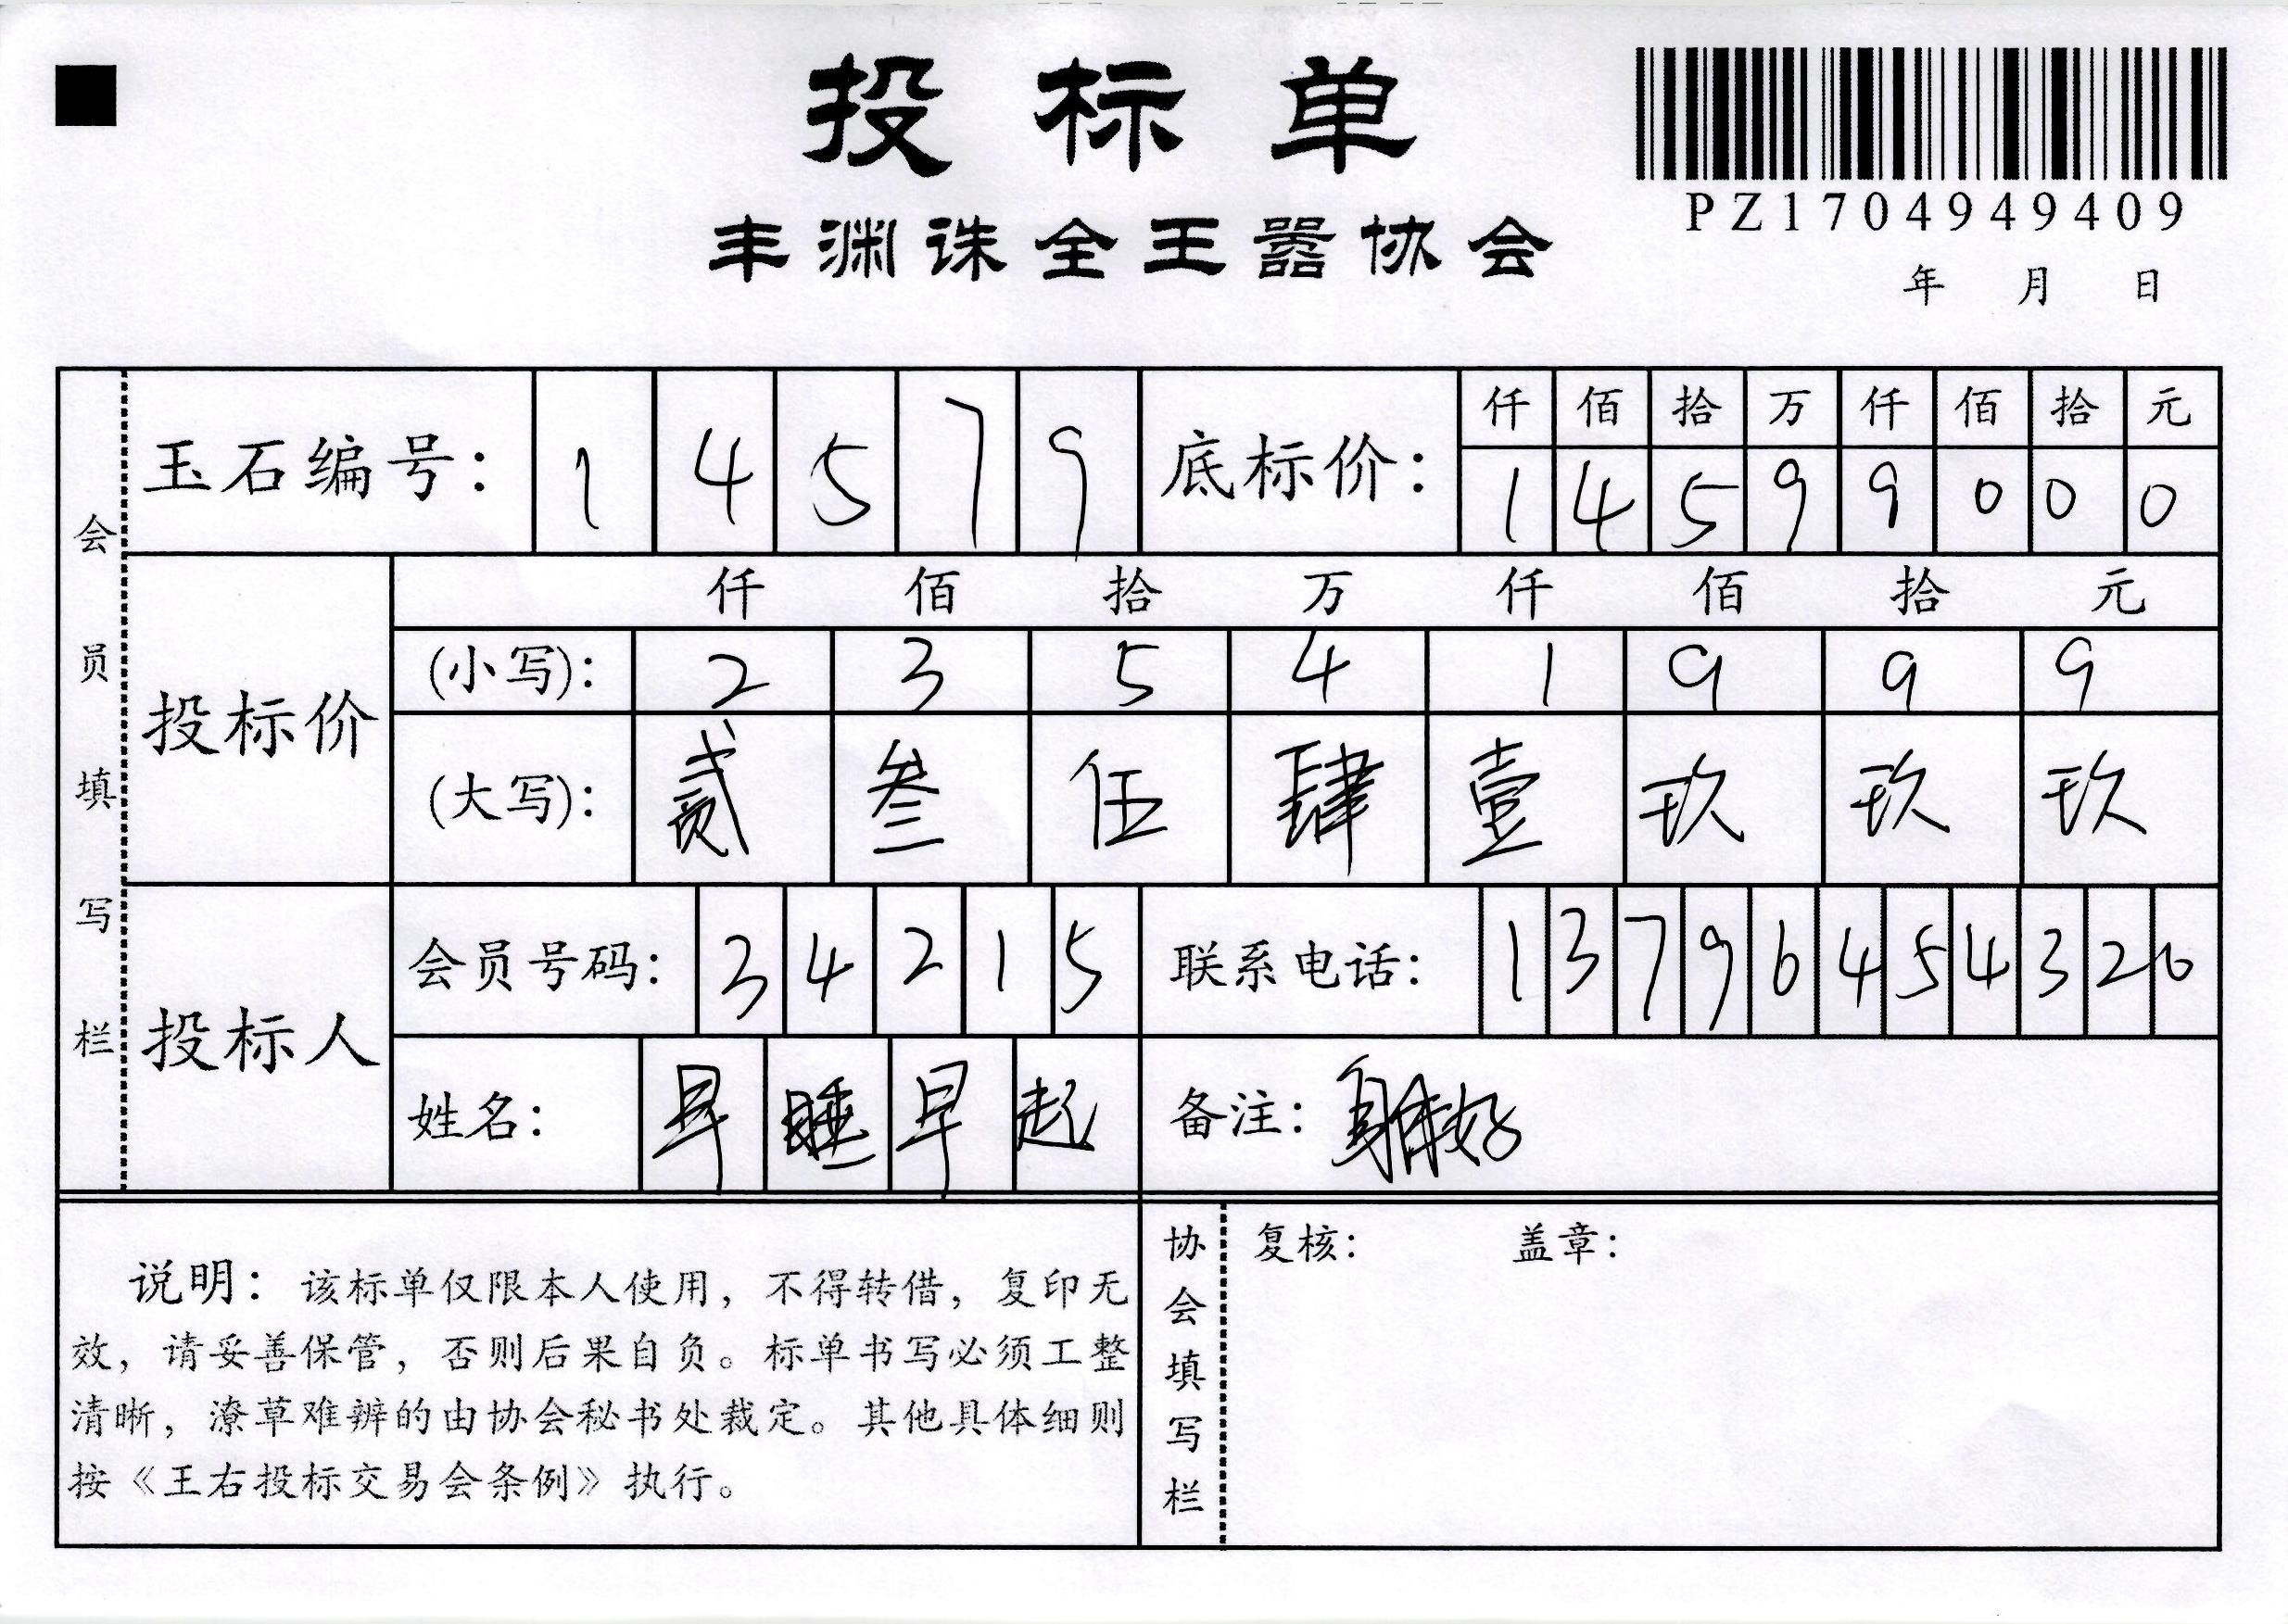 投标单
PZ1704949409
丰渊诛全王嚣协会
年 月 日
会员填写栏
玉石编号: 1 4 5 7 9
底标价: 仟 佰 拾 万 仟 佰 拾 元
1 4 5 9 9 0 0 0
投标价
仟 佰 拾 万 仟 佰 拾 元
(小写): 2 3 5 4 1 9 9 9
(大写): 贰 叁 伍 肆 壹 玖 玖 玖
投标人
会员号码: 3 4 2 1 5
联系电话: 1 3 7 9 6 4 5 4 3 2 6
姓名: 早 睡 早 起
备注: 身体好
说明: 该标单仅限本人使用，不得转借，复印无
效，请妥善保管，否则后果自负。标单书写必须工整
清晰，潦草难辨的由协会秘书处裁定。其他具体细则
按《王右投标交易会条例》执行。
协会填写栏
复核: 盖章: